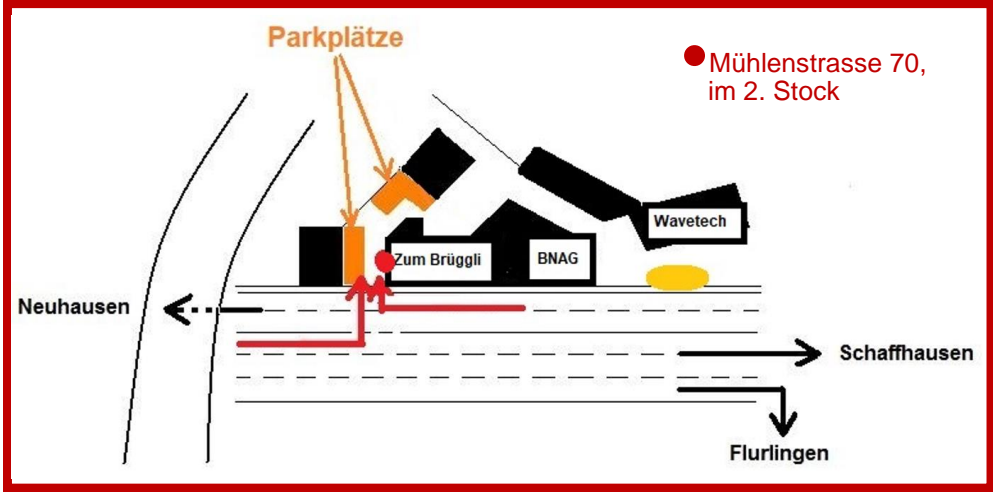 Parkplätze
Mühlenstrasse 70,
im 2. Stock
Wavetech
Zum Brüggli
BNAG
Neuhausen
Schaffhausen
Flurlingen